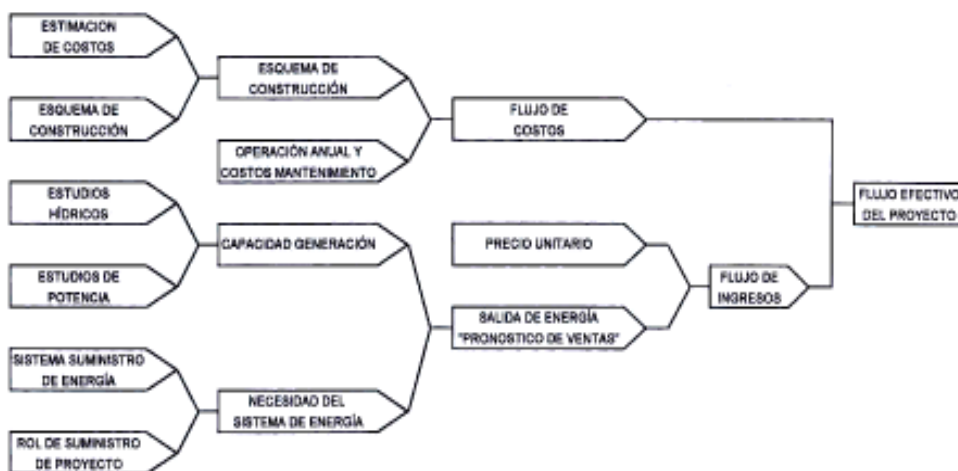 ESTIMACION
DE COSTOS
ESQUEMA DE
CONSTRUCCIÓN
ESQUEMA DE
CONSTRUCCIÓN
OPERACIÓN ANUAL Y
COSTOS MANTENIMIENTO
FLUJO DE
COSTOS
ESTUDIOS
HÍDRICOS
ESTUDIOS DE
POTENCIA
CAPACIDAD GENERACIÓN
PRECIO UNITARIO
SALIDA DE ENERGÍA
"PRONOSTICO DE VENTAS"
FLUJO DE
INGRESOS
FLUJO EFECTIVO
DEL PROYECTO
SISTEMA SUMINISTRO
DE ENERGÍA
ROL DE SUMINISTRO
DE PROYECTO
NECESIDAD DEL
SISTEMA DE ENERGÍA